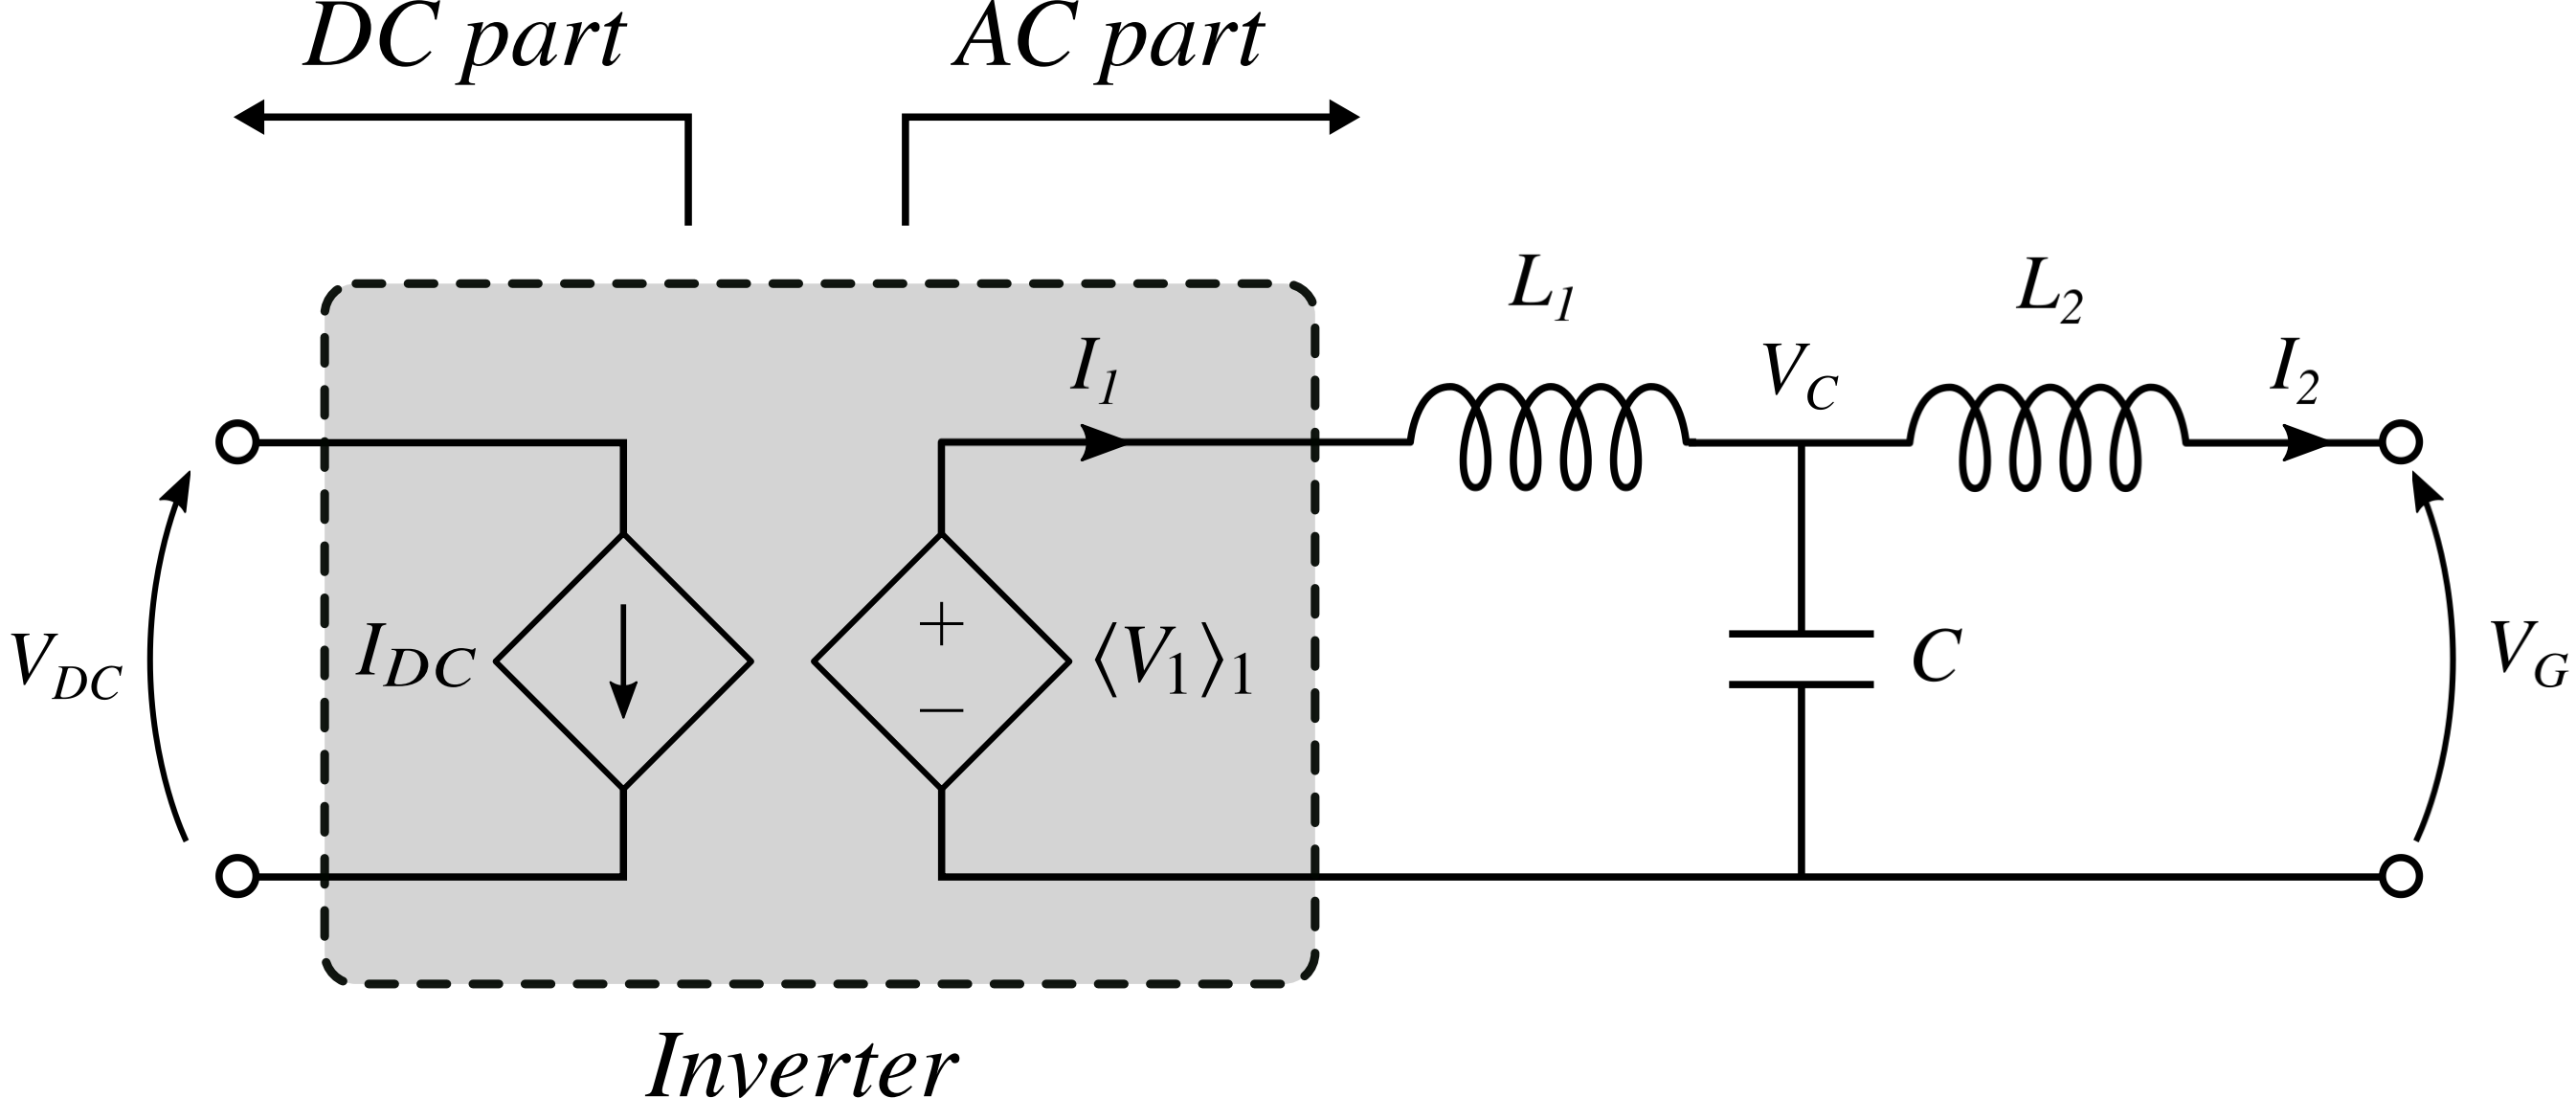 DC part
AC part
L1
L2
I1
VC
I2
VDC
IDC
+
−
⟨V1⟩1
C
VG
Inverter